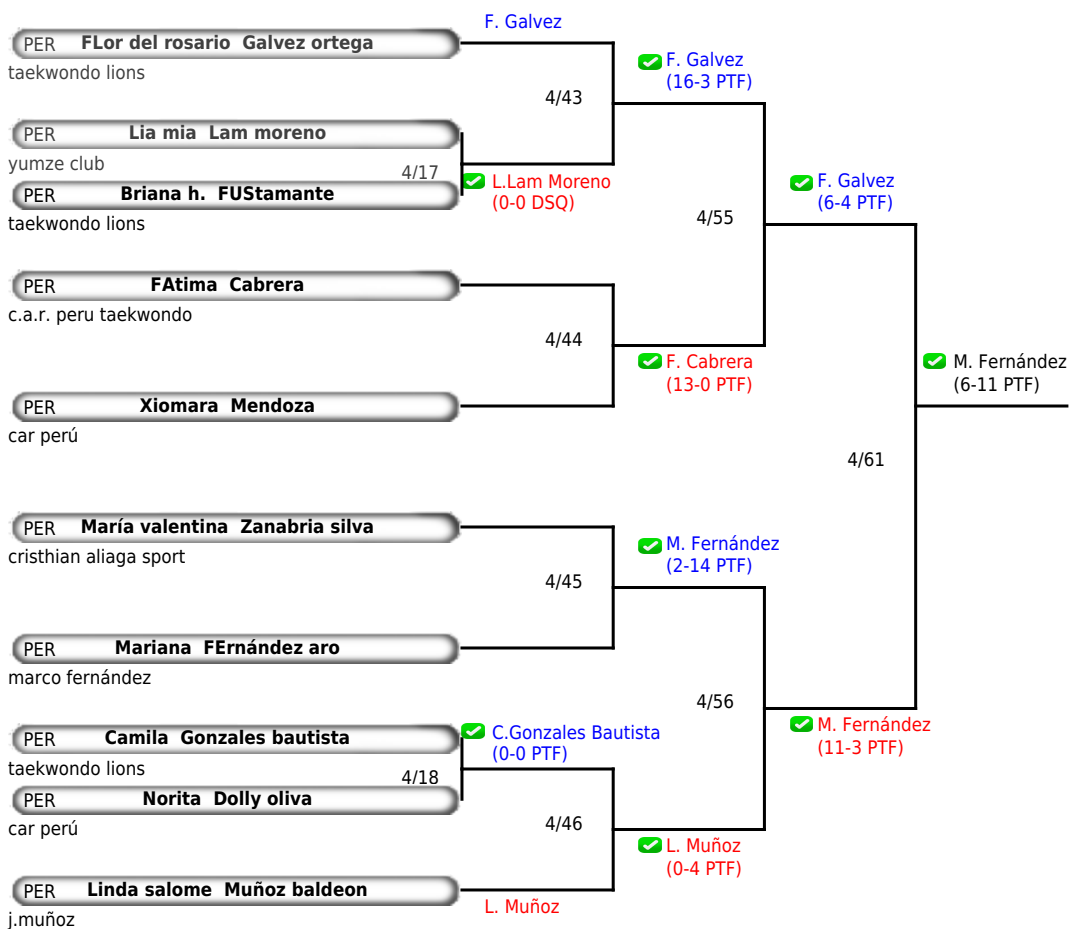 F. Galvez
PER FLor del rosario Galvez ortega
taekwondo lions
F. Galvez
(16-3 PTF)
4/43
PER Lia mia Lam moreno
yumze club
4/17
L.Lam Moreno
(0-0 DSQ)
PER Briana h. FUStamante
taekwondo lions
F. Galvez
(6-4 PTF)
4/55
PER FAtima Cabrera
c.a.r. peru taekwondo
4/44
F. Cabrera
(13-0 PTF)
M. Fernández
(6-11 PTF)
PER Xiomara Mendoza
car perú
4/61
PER María valentina Zanabria silva
cristhian aliaga sport
M. Fernández
(2-14 PTF)
4/45
PER Mariana FErnández aro
marco fernández
4/56
PER Camila Gonzales bautista
taekwondo lions
C.Gonzales Bautista
(0-0 PTF)
M. Fernández
(11-3 PTF)
4/18
PER Norita Dolly oliva
car perú
4/46
L. Muñoz
(0-4 PTF)
PER Linda salome Muñoz baldeon
j.muñoz
L. Muñoz